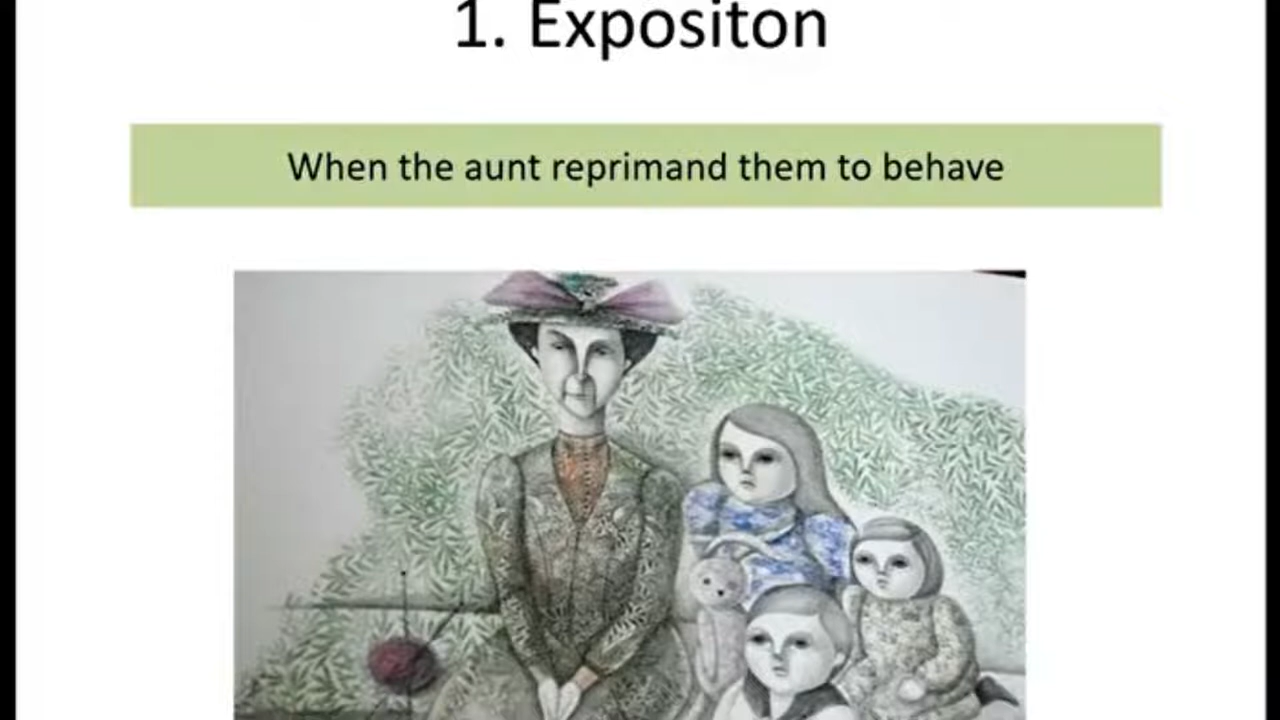 1. Expositon
When the aunt reprimand them to behave